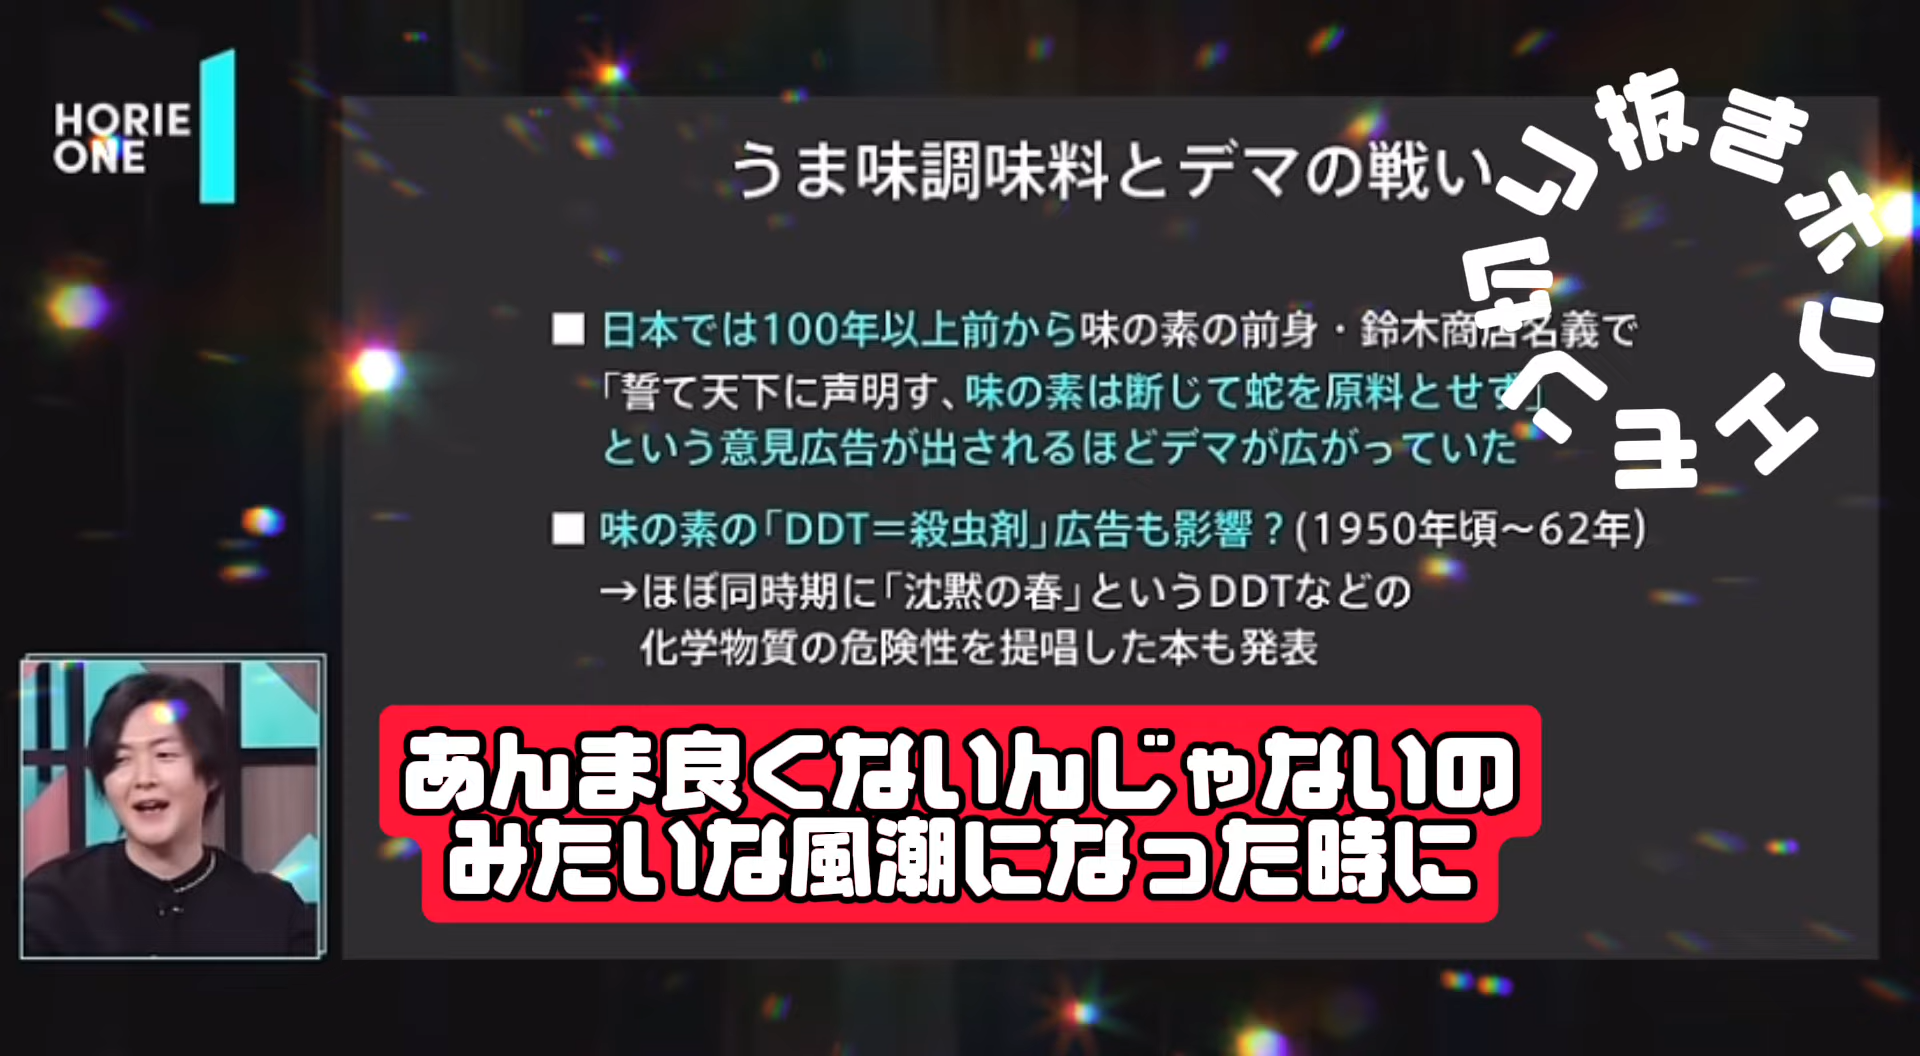 HORIE
ONE
1
うま味調味料とデマの戦い
■ 日本では100年以上前から味の素の前身・鈴木商店名義で
「誓て天下に声明す、味の素は断じて蛇を原料とせず」
という意見広告が出されるほどデマが広がっていた
■ 味の素の「DDT=殺虫剤」広告も影響?(1950年頃〜62年)
→ほぼ同時期に「沈黙の春」というDDTなどの
化学物質の危険性を提唱した本も発表
あんま良くないんじゃないの
みたいな風潮になった時に
切り抜きホリエモン